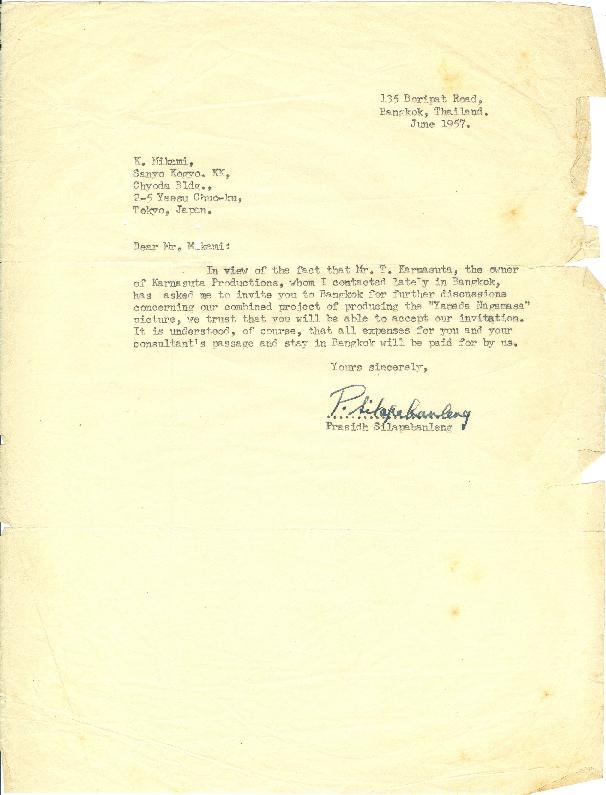 135 Boripat Road,
Bangkok, Thailand.
June 1957.
K. Mikami,
Sanyo Kogyo. KK,
Chyoda Bldg.,
2-5 Yaesu Chuo-ku,
Tokyo, Japan.
Dear Mr. Mikami:
In view of the fact that Mr. T. Karnasuta, the owner
of Karnasuta Productions, whom I contacted lately in Bangkok,
has asked me to invite you to Bangkok for further discussions
concerning our combined project of producing the "Yamada Nagamasa"
picture, we trust that you will be able to accept our invitation.
It is understood, of course, that all expenses for you and your
consultant's passage and stay in Bangkok will be paid for by us.
Yours sincerely,
P. Silapabanleng
Prasidh Silapabanleng